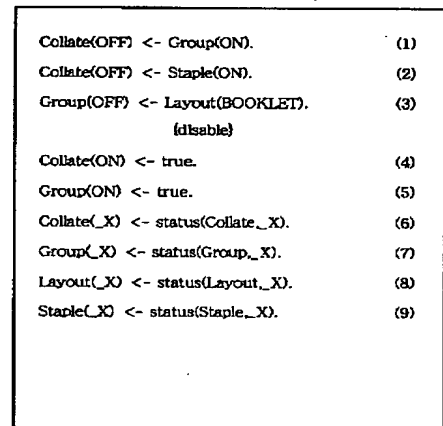 Collate(OFF) <- Group(ON). (1)
Collate(OFF) <- Staple(ON). (2)
Group(OFF) <- Layout(BOOKLET). (3)
{disable}
Collate(ON) <- true. (4)
Group(ON) <- true. (5)
Collate(_X) <- status(Collate,_X). (6)
Group(_X) <- status(Group,_X). (7)
Layout(_X) <- status(Layout,_X). (8)
Staple(_X) <- status(Staple,_X). (9)